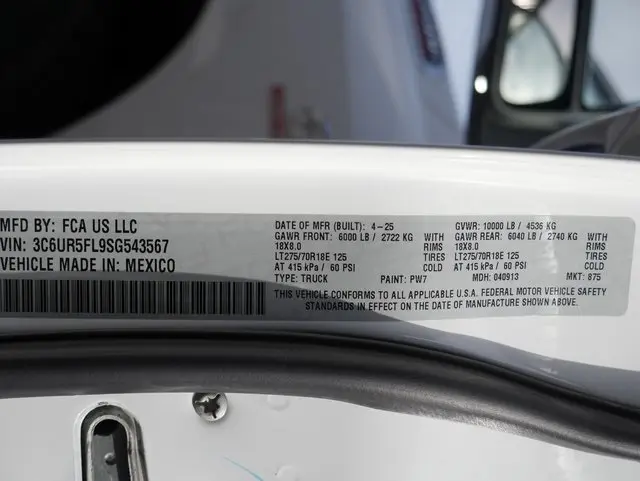 MFD BY: FCA US LLC
VIN: 3C6UR5FL9SG543567
VEHICLE MADE IN: MEXICO
DATE OF MFR (BUILT): 4-25
GAWR FRONT: 6000 LB / 2722 KG WITH
18X8.0 RIMS
LT275/70R18E 125 TIRES
AT 415 kPa / 60 PSI COLD
TYPE: TRUCK PAINT: PW7
GVWR: 10000 LB / 4536 KG
GAWR REAR: 6040 LB / 2740 KG WITH
18X8.0 RIMS
LT275/70R18E 125 TIRES
AT 415 kPa / 60 PSI COLD
MDH: 040913 MKT: 875
THIS VEHICLE CONFORMS TO ALL APPLICABLE U.S.A. FEDERAL MOTOR VEHICLE SAFETY
STANDARDS IN EFFECT ON THE DATE OF MANUFACTURE SHOWN ABOVE.